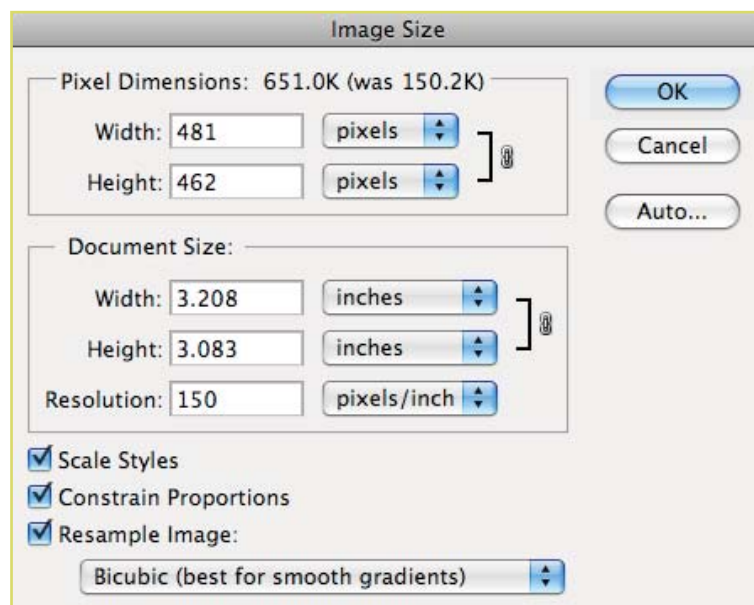 Image Size
Pixel Dimensions: 651.0K (was 150.2K)
Width: 481 pixels
Height: 462 pixels
OK
Cancel
Auto...
Document Size:
Width: 3.208 inches
Height: 3.083 inches
Resolution: 150 pixels/inch
Scale Styles
Constrain Proportions
Resample Image:
Bicubic (best for smooth gradients)